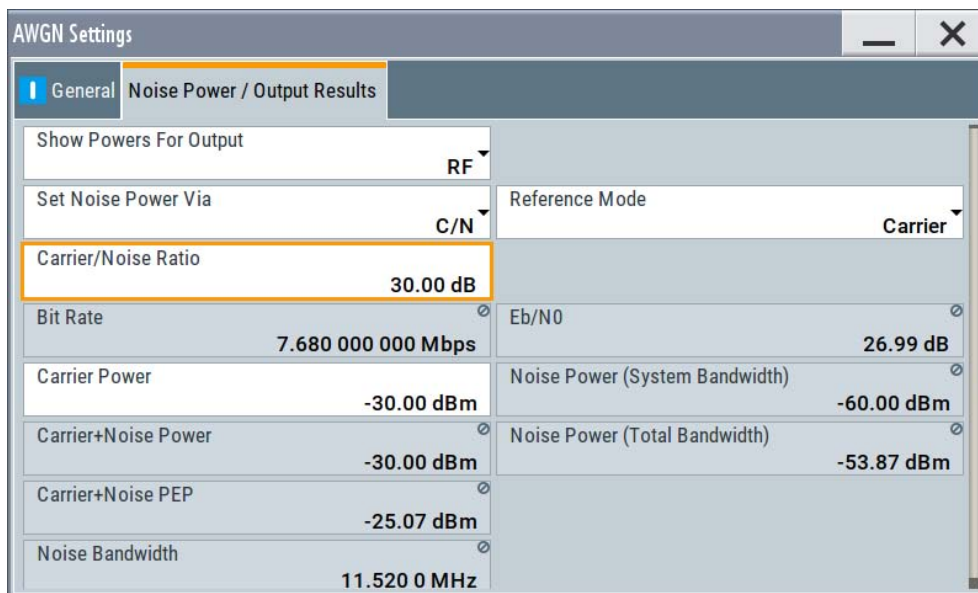 AWGN Settings
General Noise Power / Output Results
Show Powers For Output
RF
Set Noise Power Via
C/N
Reference Mode
Carrier
Carrier/Noise Ratio
30.00 dB
Bit Rate
7.680 000 000 Mbps
Eb/N0
26.99 dB
Carrier Power
-30.00 dBm
Noise Power (System Bandwidth)
-60.00 dBm
Carrier+Noise Power
-30.00 dBm
Noise Power (Total Bandwidth)
-53.87 dBm
Carrier+Noise PEP
-25.07 dBm
Noise Bandwidth
11.520 0 MHz